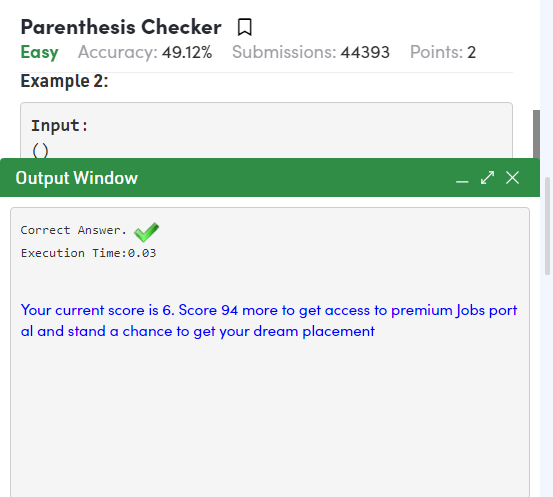 Parenthesis Checker
Easy Accuracy: 49.12% Submissions: 44393 Points: 2
Example 2:
Input:
()
Output Window
Correct Answer.
Execution Time:0.03
Your current score is 6. Score 94 more to get access to premium Jobs port
al and stand a chance to get your dream placement